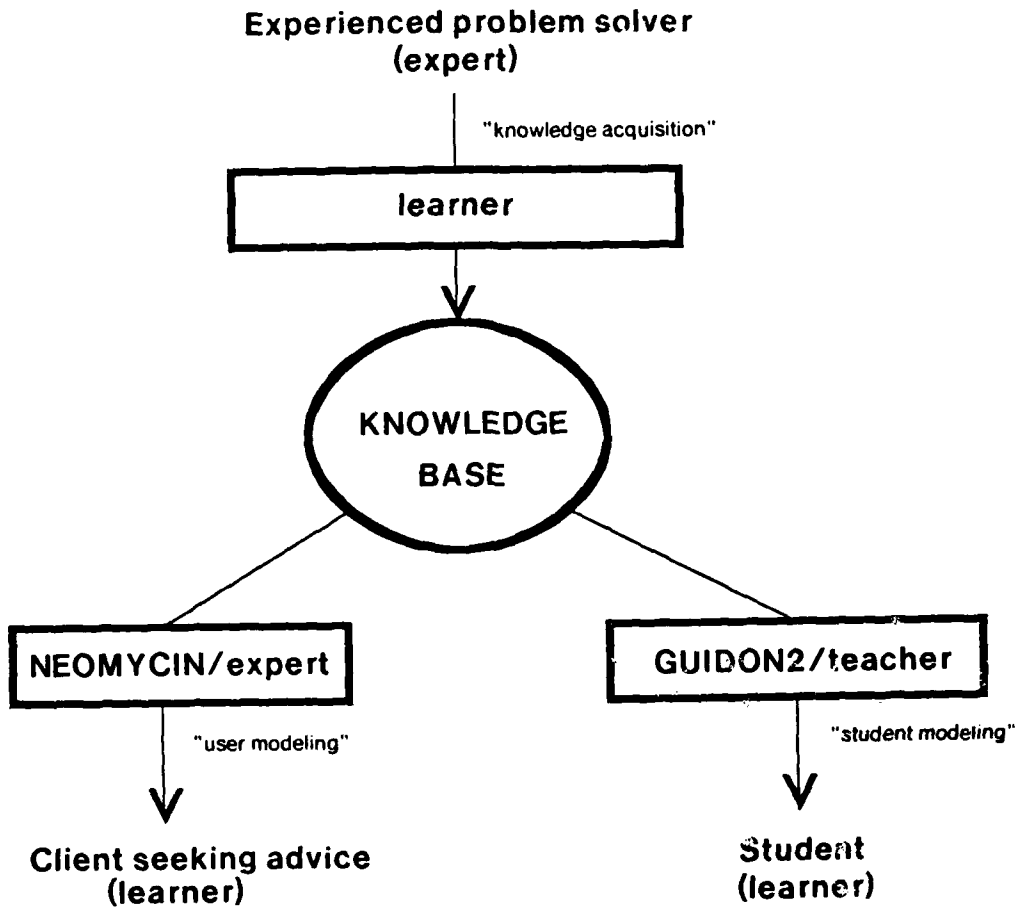 Experienced problem solver
(expert)
"knowledge acquisition"
learner
KNOWLEDGE
BASE
NEOMYCIN/expert
GUIDON2/teacher
"user modeling"
"student modeling"
Client seeking advice
(learner)
Student
(learner)